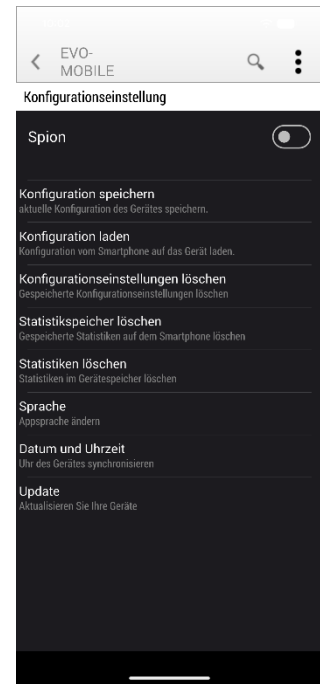 EVO-
MOBILE
Konfigurationseinstellung
Spion
Konfiguration speichern
aktuelle Konfiguration des Gerätes speichern.
Konfiguration laden
Konfiguration vom Smartphone auf das Gerät laden.
Konfigurationseinstellungen löschen
Gespeicherte Konfigurationseinstellungen löschen
Statistikspeicher löschen
Gespeicherte Statistiken auf dem Smartphone löschen
Statistiken löschen
Statistiken im Gerätespeicher löschen
Sprache
Appsprache ändern
Datum und Uhrzeit
Uhr des Gerätes synchronisieren
Update
Aktualisieren Sie Ihre Geräte